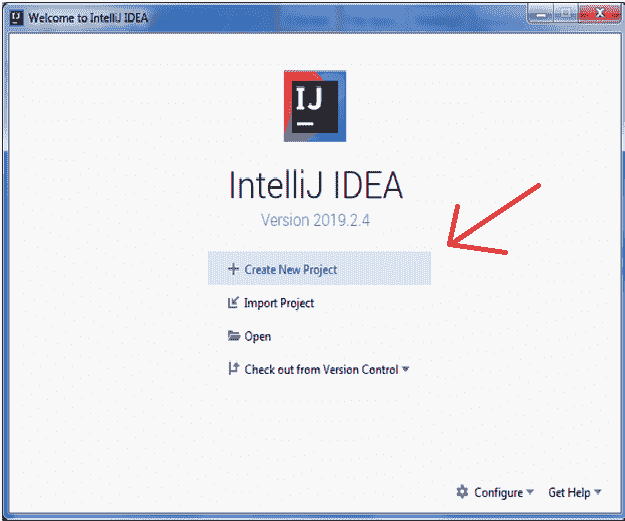 Welcome to IntelliJ IDEA
IJ
IntelliJ IDEA
Version 2019.2.4
Create New Project
Import Project
Open
Check out from Version Control
Configure Get Help